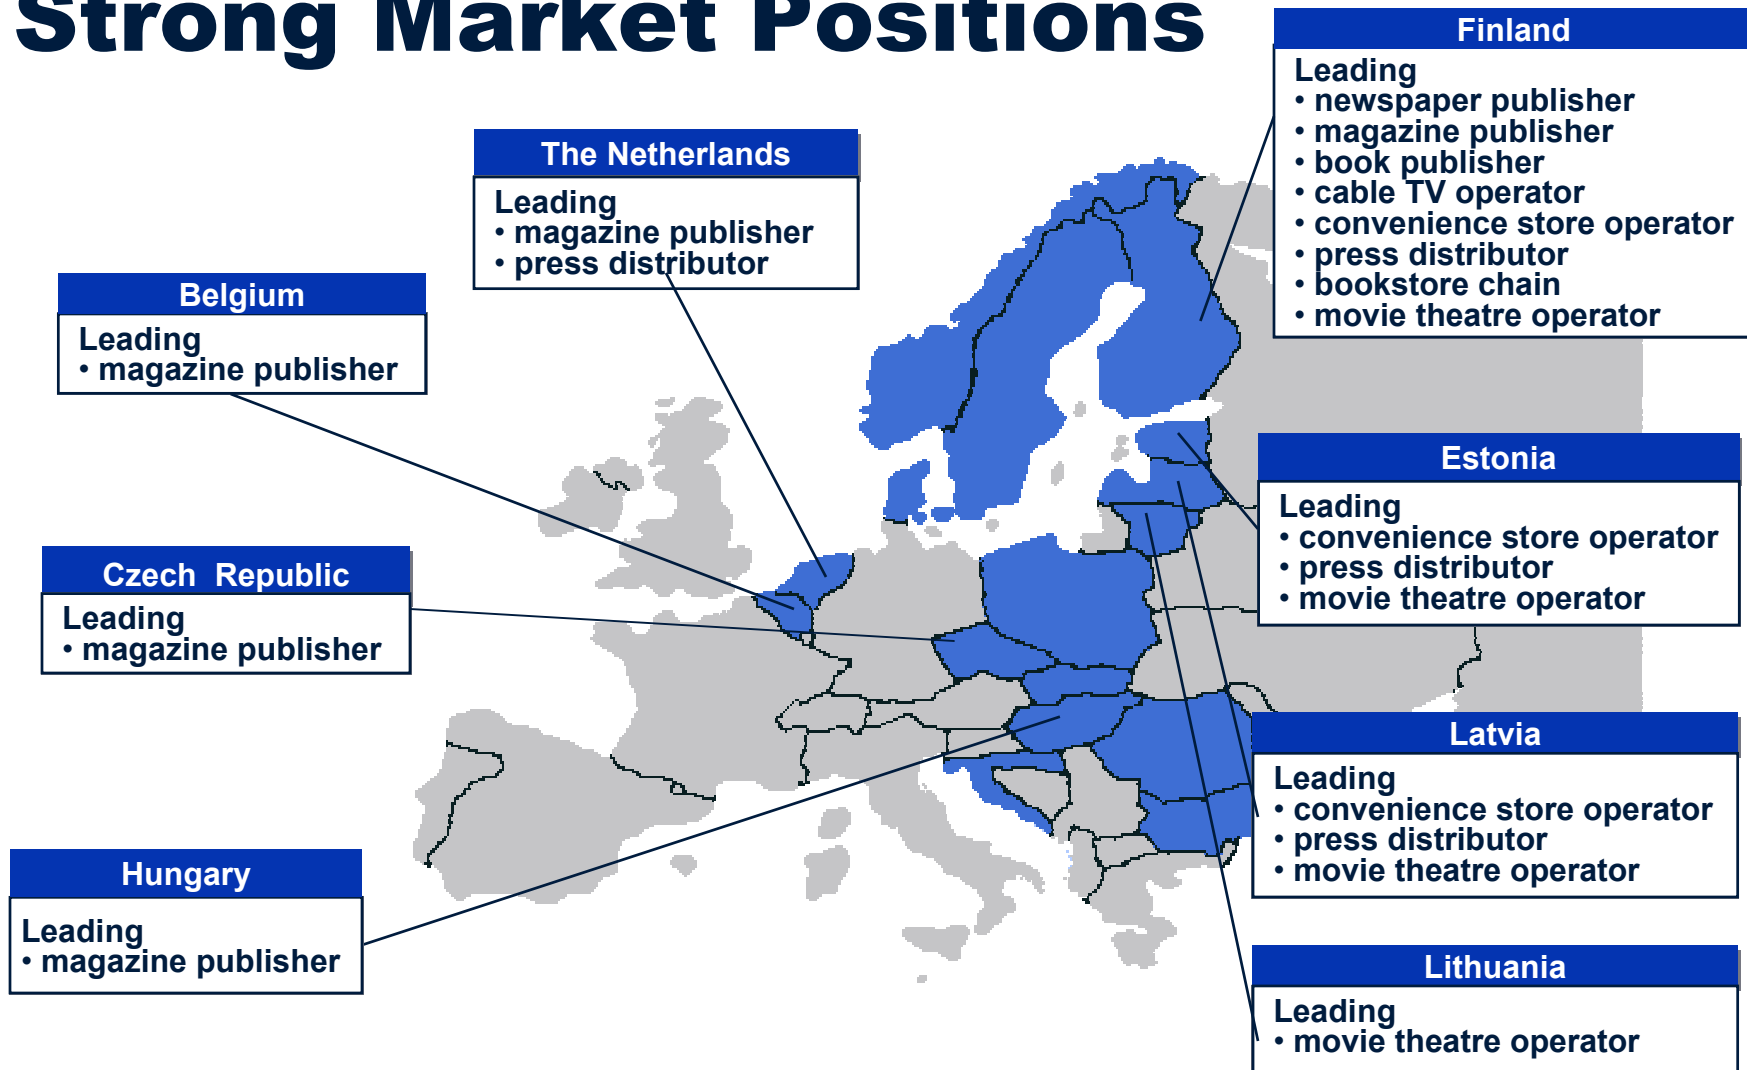 Strong Market Positions
Finland
Leading
• newspaper publisher
• magazine publisher
• book publisher
• cable TV operator
• convenience store operator
• press distributor
• bookstore chain
• movie theatre operator
The Netherlands
Leading
• magazine publisher
• press distributor
Belgium
Leading
• magazine publisher
Estonia
Leading
• convenience store operator
• press distributor
• movie theatre operator
Czech Republic
Leading
• magazine publisher
Latvia
Leading
• convenience store operator
• press distributor
• movie theatre operator
Hungary
Leading
• magazine publisher
Lithuania
Leading
• movie theatre operator